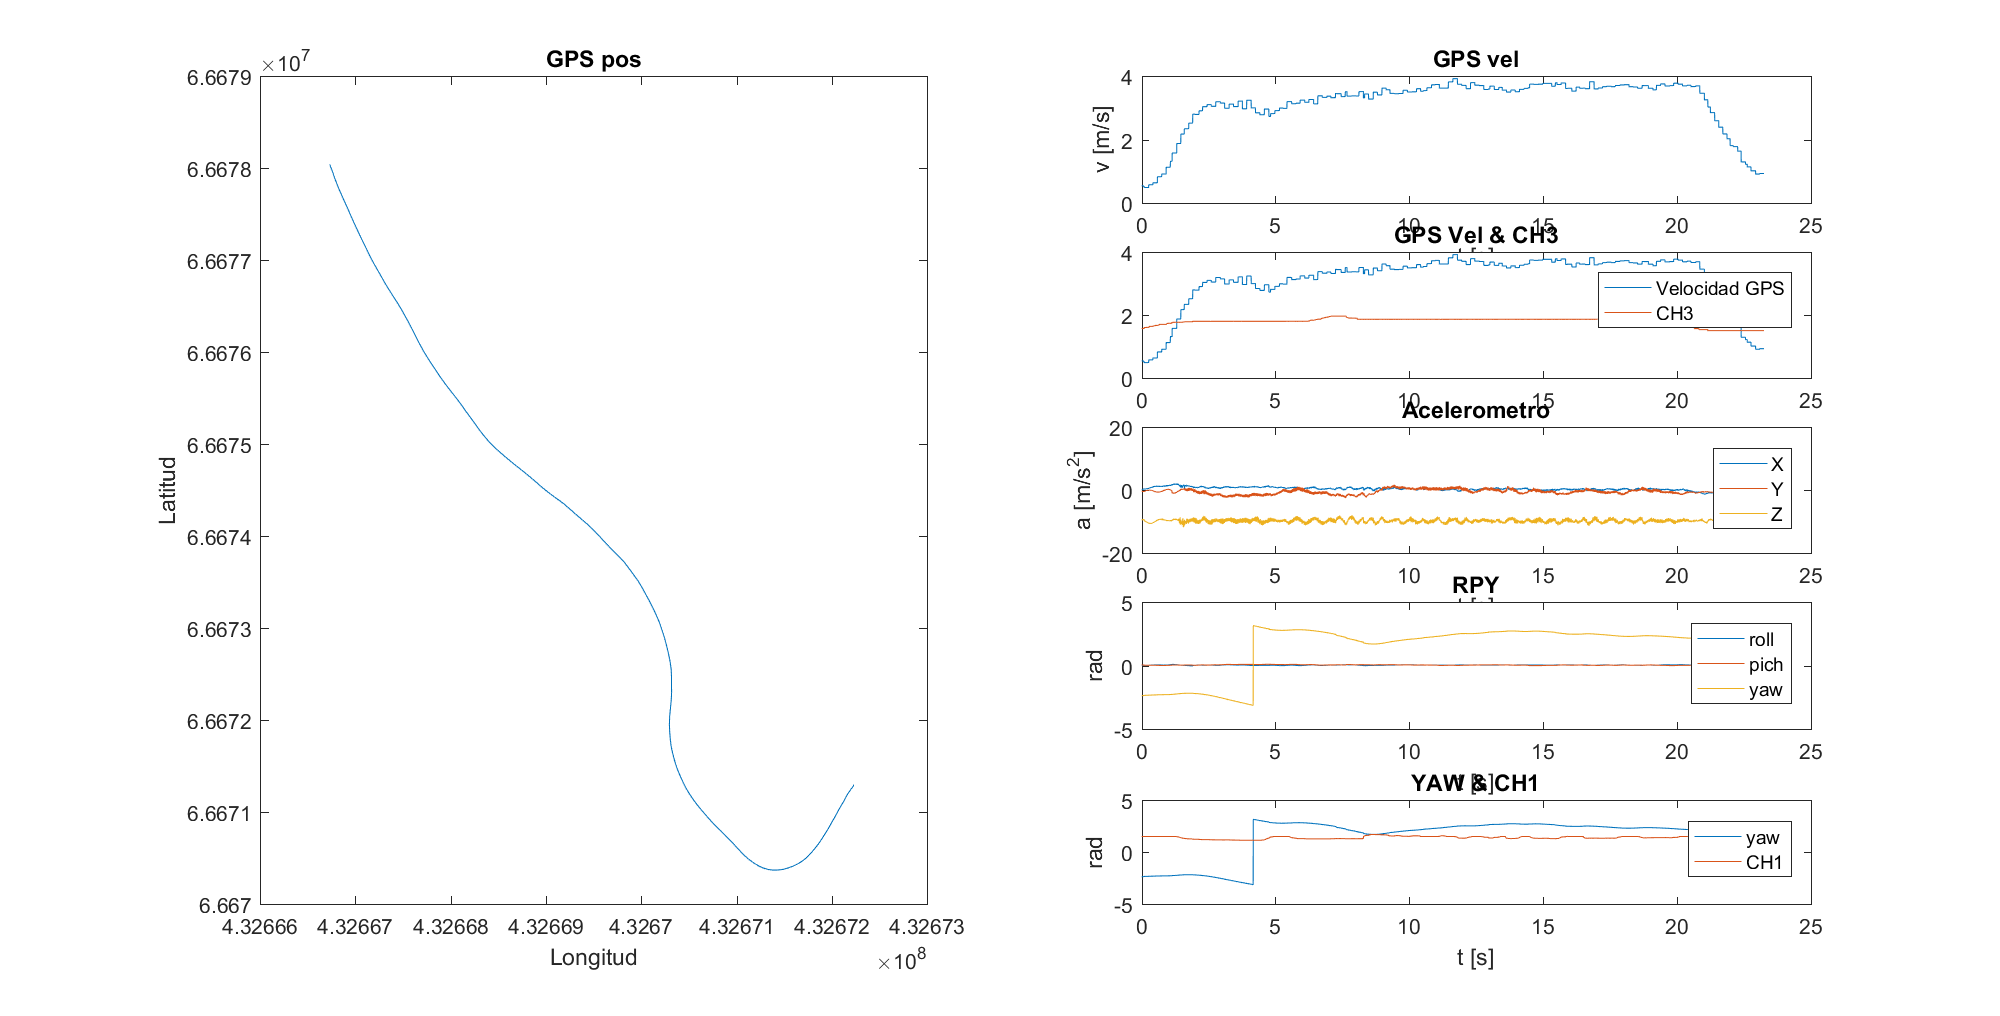 GPS pos
×10^7
6.6679
6.6678
6.6677
6.6676
6.6675
6.6674
6.6673
6.6672
6.6671
6.667
Latitud
4.32666 4.32667 4.32668 4.32669 4.3267 4.32671 4.32672 4.32673
Longitud
×10^8
GPS vel
4
2
0
v [m/s]
0 5 10 15 20 25
t [s]
GPS Vel & CH3
4
2
0
Velocidad GPS
CH3
0 5 10 15 20 25
Acelerometro
20
0
-20
a [m/s^2]
X
Y
Z
0 5 10 15 20 25
t [s]
RPY
5
0
-5
rad
roll
pich
yaw
0 5 10 15 20 25
t [s]
YAW & CH1
5
0
-5
rad
yaw
CH1
0 5 10 15 20 25
t [s]